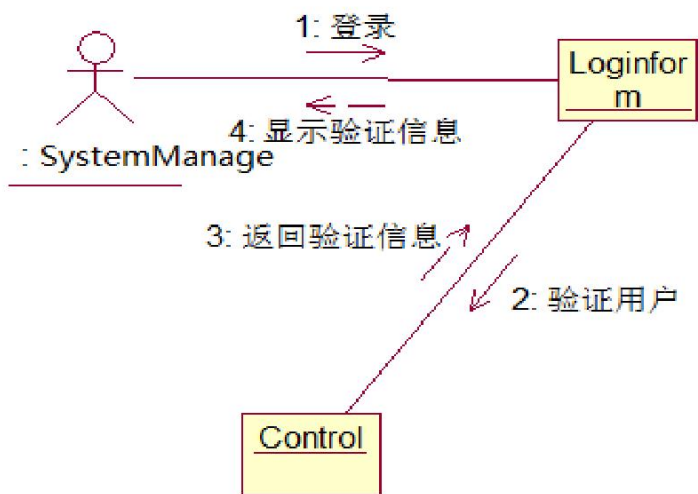 1: 登录
Loginfor
m
4: 显示验证信息
: SystemManage
3: 返回验证信息
2: 验证用户
Control